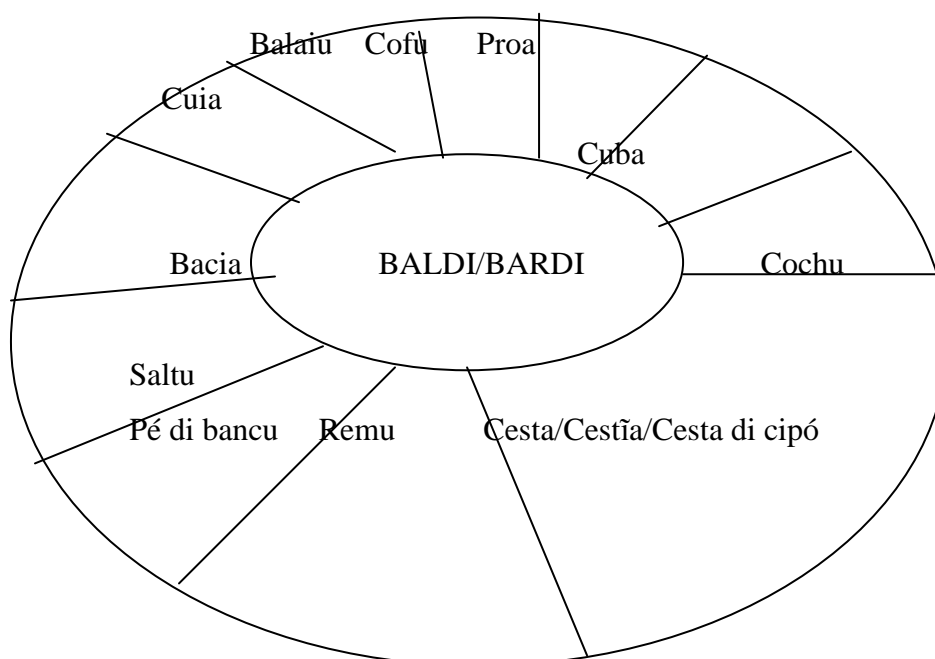 Balaiu Cofu Proa
Cuia
Cuba
Bacia BALDI/BARDI Cochu
Saltu
Pé di bancu Remu Cesta/Cestĩa/Cesta di cipó